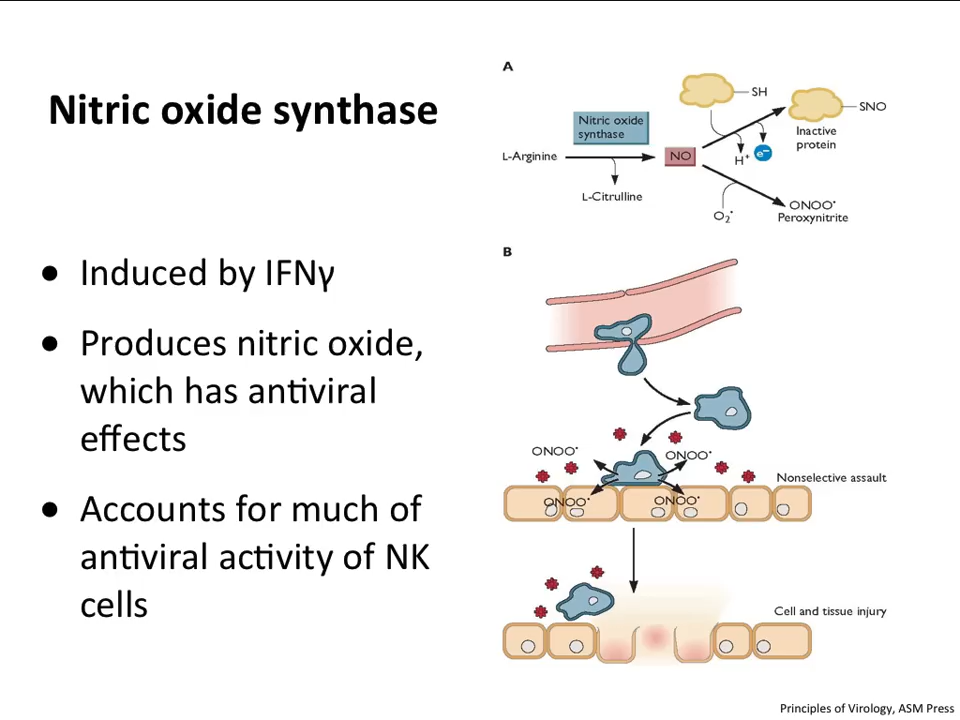 Nitric oxide synthase
• Induced by IFNγ
• Produces nitric oxide,
which has antiviral
effects
• Accounts for much of
antiviral activity of NK
cells
A
SH
SNO
Nitric oxide
synthase
Inactive
protein
L-Arginine
NO
H⁺
e⁻
L-Citrulline
O₂•
ONOO•
Peroxynitrite
B
ONOO•
ONOO•
Nonselective assault
ONOO•
ONOO•
Cell and tissue injury
Principles of Virology, ASM Press